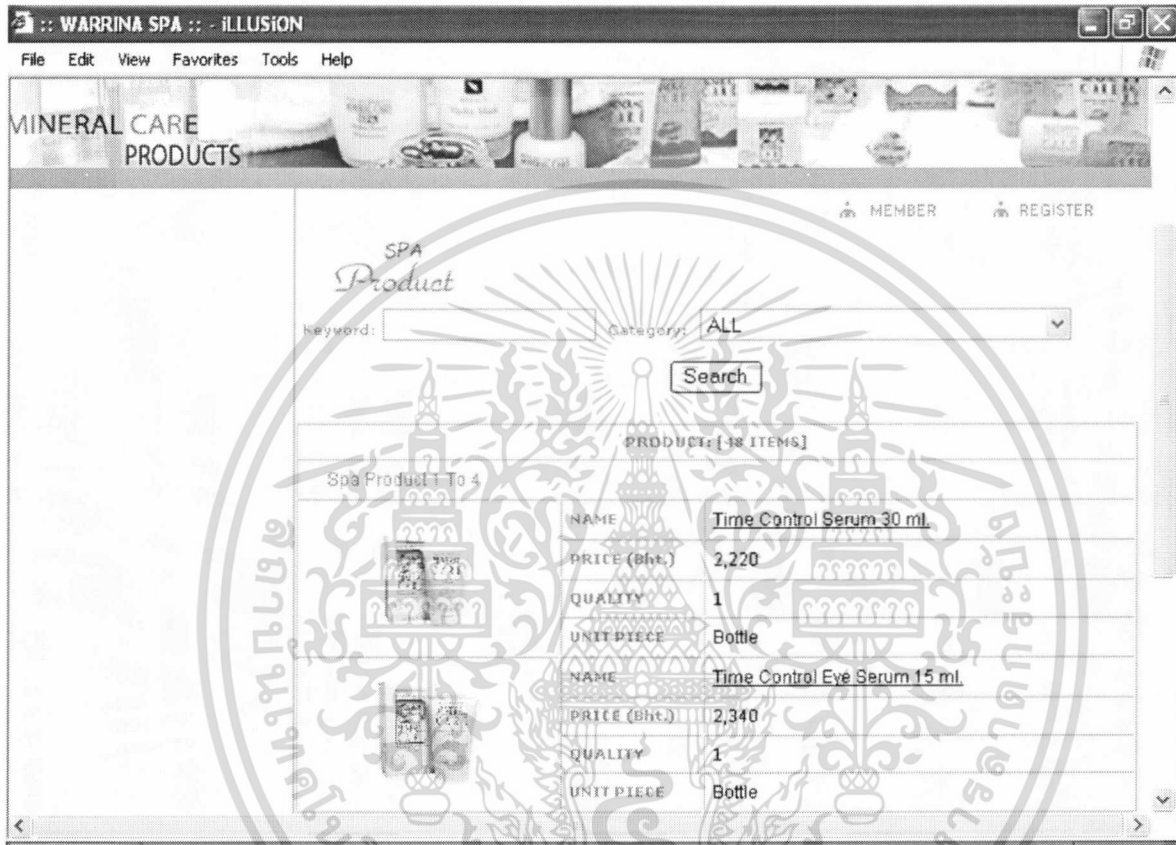 :: WARRINA SPA :: - iLLUSiON
File Edit View Favorites Tools Help
MINERAL CARE
PRODUCTS
MEMBER REGISTER
SPA
Product
Keyword: Category: ALL
Search
PRODUCT: [48 ITEMS]
Spa Product 1 To 4
NAME Time Control Serum 30 ml.
PRICE (Bht.) 2,220
QUALITY 1
UNIT PIECE Bottle
NAME Time Control Eye Serum 15 ml.
PRICE (Bht.) 2,340
QUALITY 1
UNIT PIECE Bottle